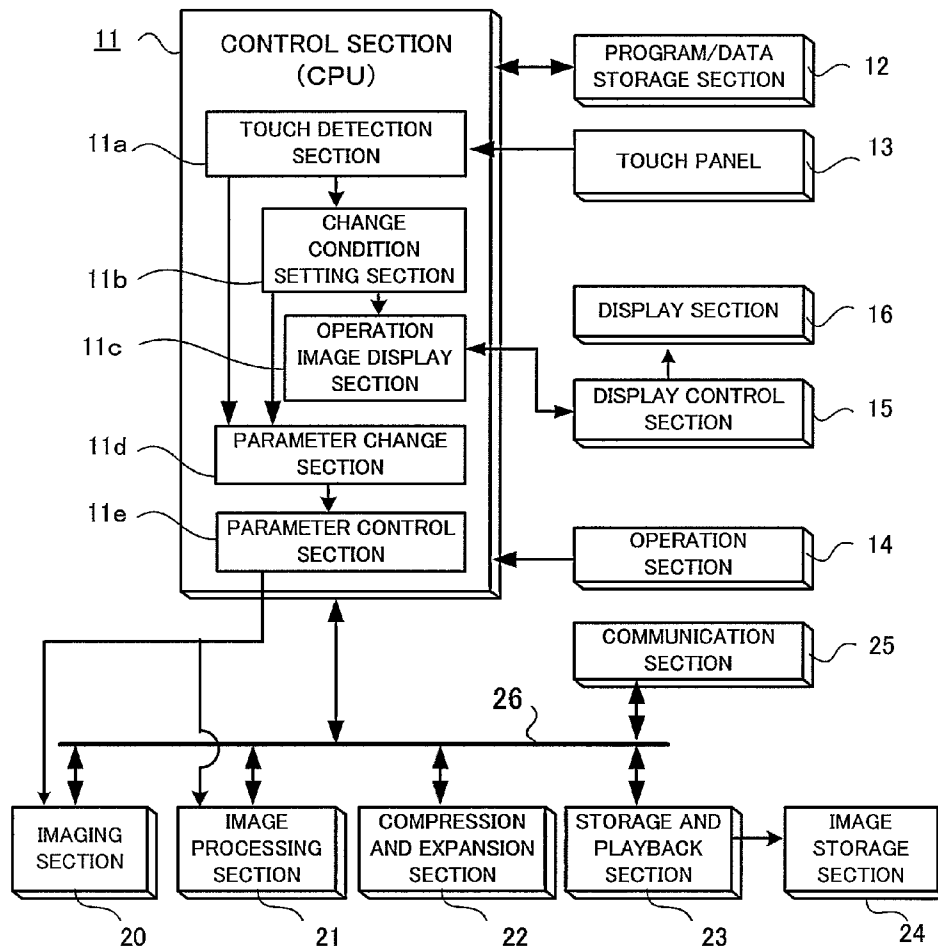 11
CONTROL SECTION
(CPU)
PROGRAM/DATA
STORAGE SECTION
12
11a
TOUCH DETECTION
SECTION
TOUCH PANEL
13
11b
CHANGE
CONDITION
SETTING SECTION
11c
OPERATION
IMAGE DISPLAY
SECTION
DISPLAY SECTION
16
DISPLAY CONTROL
SECTION
15
11d
PARAMETER CHANGE
SECTION
11e
PARAMETER CONTROL
SECTION
OPERATION
SECTION
14
COMMUNICATION
SECTION
25
26
IMAGING
SECTION
20
IMAGE
PROCESSING
SECTION
21
COMPRESSION
AND EXPANSION
SECTION
22
STORAGE AND
PLAYBACK
SECTION
23
IMAGE
STORAGE
SECTION
24